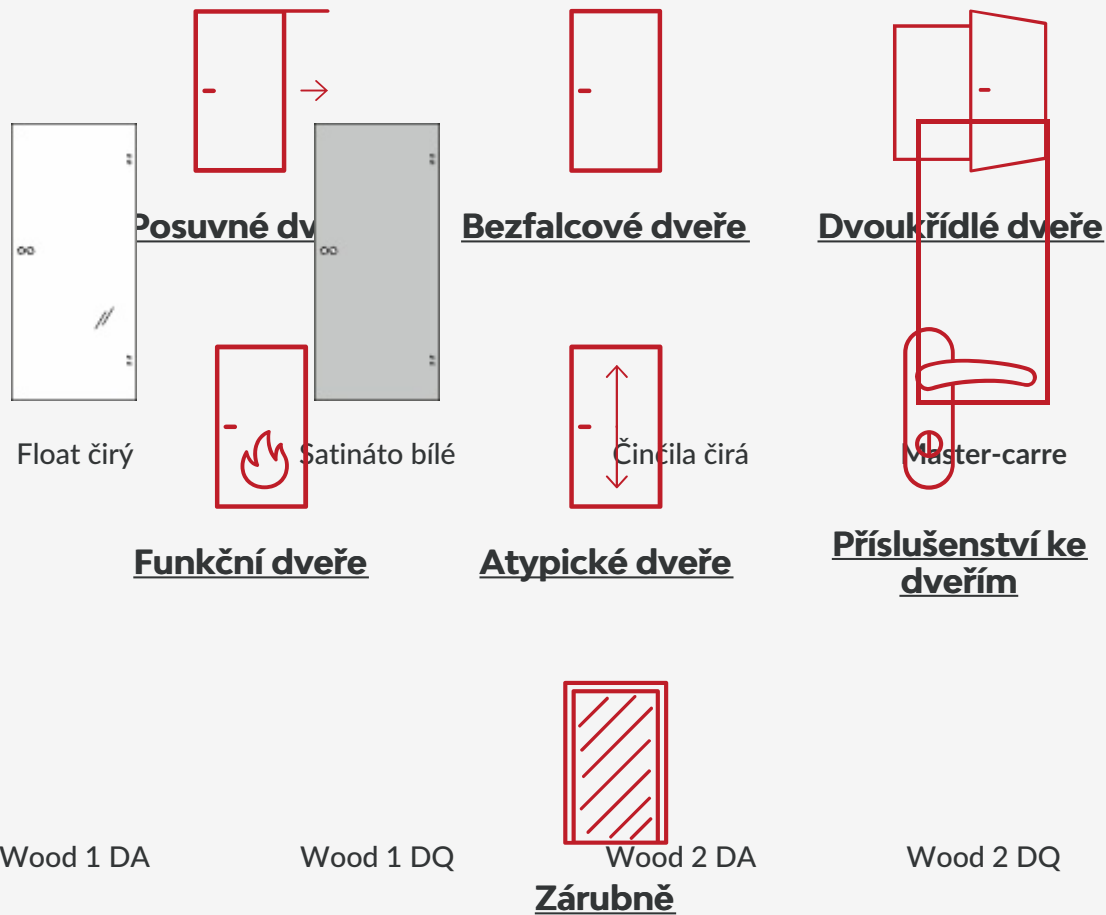 Posuvné dv
Bezfalcové dveře
Dvoukřídlé dveře
Float čirý
Satináto bílé
Činčila čirá
Master-carre
Funkční dveře
Atypické dveře
Příslušenství ke
dveřím
Wood 1 DA
Wood 1 DQ
Wood 2 DA
Wood 2 DQ
Zárubně